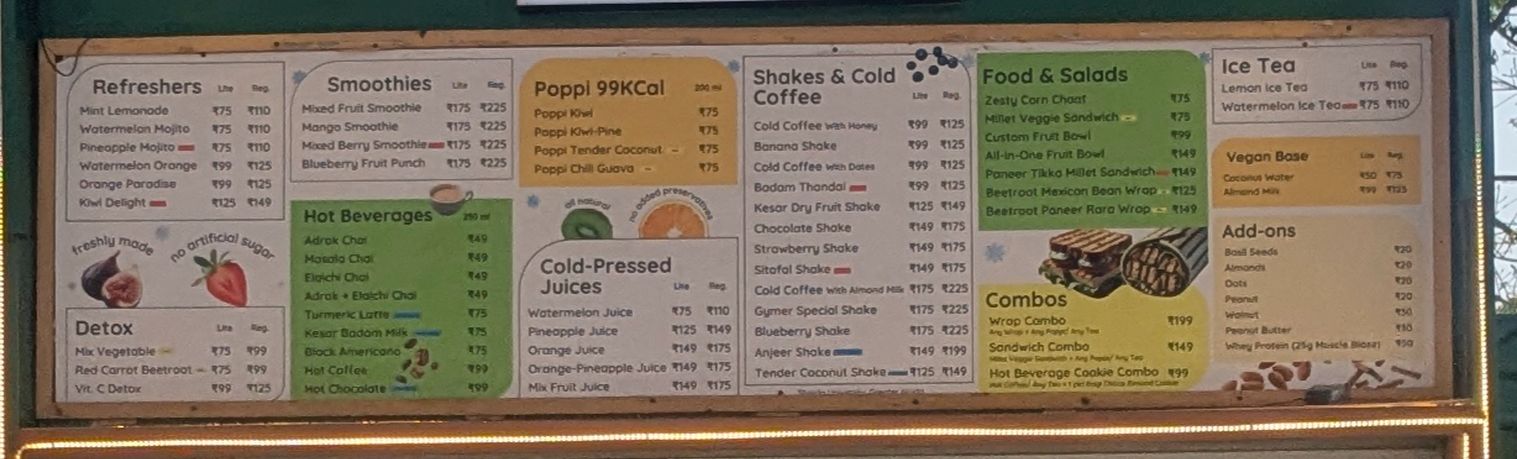 Refreshers Lite Reg.
Mint Lemonade ₹75 ₹110
Watermelon Mojito ₹75 ₹110
Pineapple Mojito ₹75 ₹110
Watermelon Orange ₹99 ₹125
Orange Paradise ₹99 ₹125
Kiwi Delight ₹125 ₹149
freshly made
no artificial sugar
Detox Lite Reg.
Mix Vegetable ₹75 ₹99
Red Carrot Beetroot ₹75 ₹99
Vit. C Detox ₹99 ₹125
Smoothies Lite Reg.
Mixed Fruit Smoothie ₹175 ₹225
Mango Smoothie ₹175 ₹225
Mixed Berry Smoothie ₹175 ₹225
Blueberry Fruit Punch ₹175 ₹225
Hot Beverages 250 ml
Adrak Chai ₹49
Masala Chai ₹49
Elaichi Chai ₹49
Adrak + Elaichi Chai ₹49
Turmeric Latte ₹75
Kesar Badam Milk ₹75
Black Americano ₹75
Hot Coffee ₹99
Hot Chocolate ₹99
Poppi 99KCal 200 ml
Poppi Kiwi ₹75
Poppi Kiwi-Pine ₹75
Poppi Tender Coconut ₹75
Poppi Chili Guava ₹75
all natural
no added preservatives
Cold-Pressed
Juices Lite Reg.
Watermelon Juice ₹75 ₹110
Pineapple Juice ₹125 ₹149
Orange Juice ₹149 ₹175
Orange-Pineapple Juice ₹149 ₹175
Mix Fruit Juice ₹149 ₹175
Shakes & Cold
Coffee Lite Reg.
Cold Coffee With Honey ₹99 ₹125
Banana Shake ₹99 ₹125
Cold Coffee With Dates ₹99 ₹125
Badam Thandai ₹99 ₹125
Kesar Dry Fruit Shake ₹125 ₹149
Chocolate Shake ₹149 ₹175
Strawberry Shake ₹149 ₹175
Sitafal Shake ₹149 ₹175
Cold Coffee With Almond Milk ₹175 ₹225
Gymer Special Shake ₹175 ₹225
Blueberry Shake ₹175 ₹225
Anjeer Shake ₹149 ₹199
Tender Coconut Shake ₹125 ₹149
Food & Salads
Zesty Corn Chaat ₹75
Millet Veggie Sandwich ₹75
Custom Fruit Bowl ₹99
All-in-One Fruit Bowl ₹149
Paneer Tikka Millet Sandwich ₹149
Beetroot Mexican Bean Wrap ₹125
Beetroot Paneer Rara Wrap ₹149
Combos
Wrap Combo ₹199
Any Wrap + Any Poppi/ Any Tea
Sandwich Combo ₹149
Millet Veggie Sandwich + Any Poppi/ Any Tea
Hot Beverage Cookie Combo ₹99
Ice Tea Lite Reg.
Lemon Ice Tea ₹75 ₹110
Watermelon Ice Tea ₹75 ₹110
Vegan Base Lite Reg.
Coconut Water ₹50 ₹75
Almond Milk ₹99 ₹125
Add-ons
Basil Seeds ₹20
Almonds ₹20
Oats ₹20
Peanut ₹20
Walnut ₹30
Peanut Butter
Whey Protein (25g Muscle Blaze) ₹50